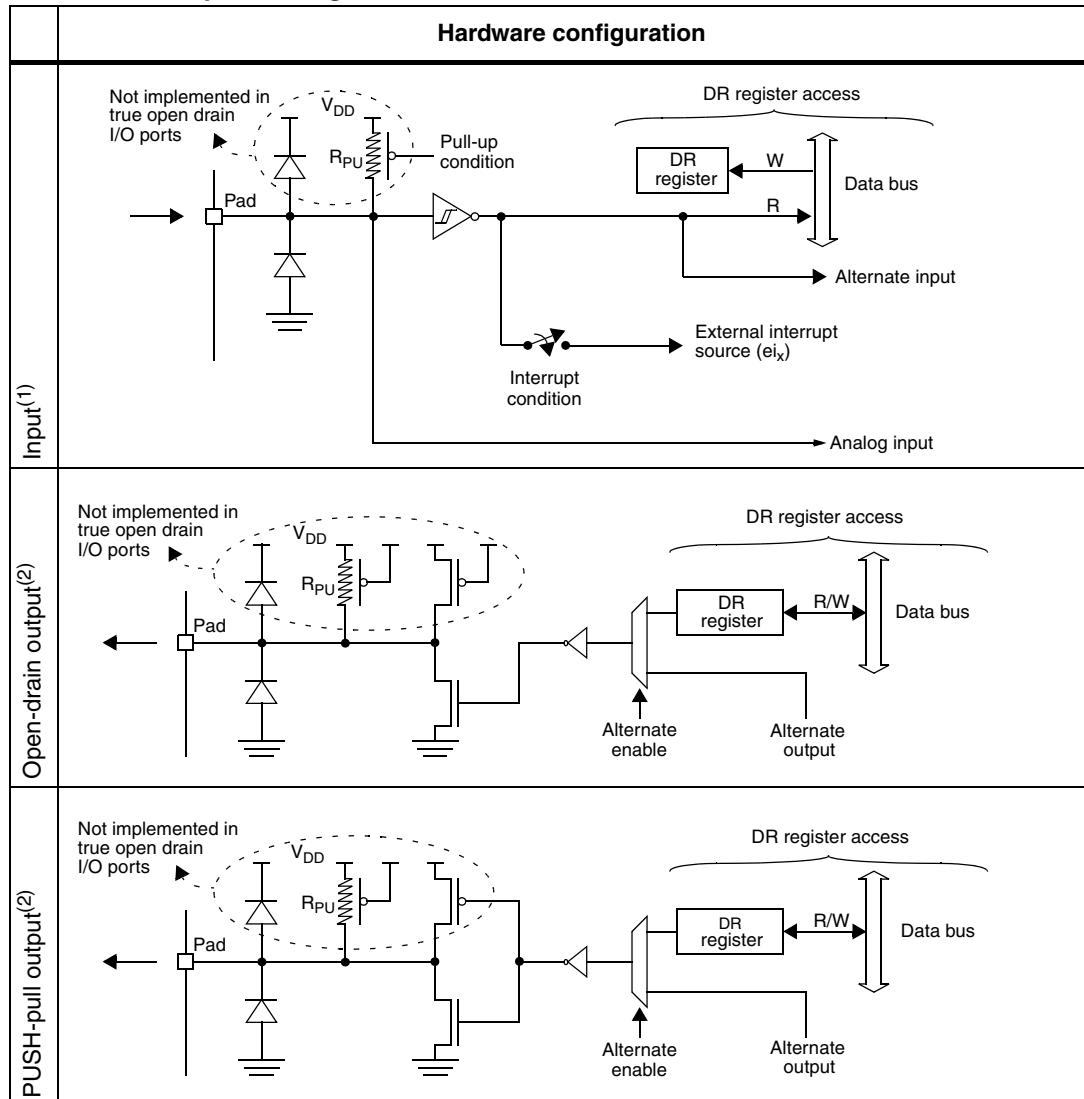 Hardware configuration
Input(1)
Not implemented in
true open drain
I/O ports
VDD
RPU
Pull-up
condition
Pad
DR register access
DR
register
W
R
Data bus
Alternate input
External interrupt
source (eix)
Interrupt
condition
Analog input
Open-drain output(2)
Not implemented in
true open drain
I/O ports
VDD
RPU
Pad
DR register access
DR
register
R/W
Data bus
Alternate
enable
Alternate
output
PUSH-pull output(2)
Not implemented in
true open drain
I/O ports
VDD
RPU
Pad
DR register access
DR
register
R/W
Data bus
Alternate
enable
Alternate
output